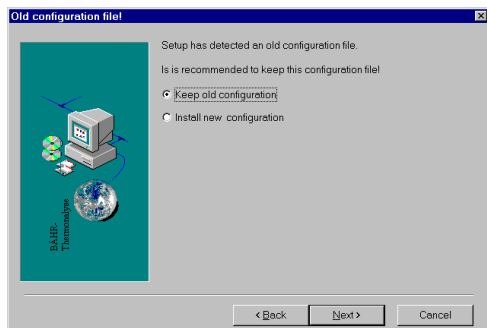 Old configuration file!
Setup has detected an old configuration file.
Is is recommended to keep this configuration file!
Keep old configuration
Install new configuration
BÄHR-
Thermonalyse
< Back
Next >
Cancel